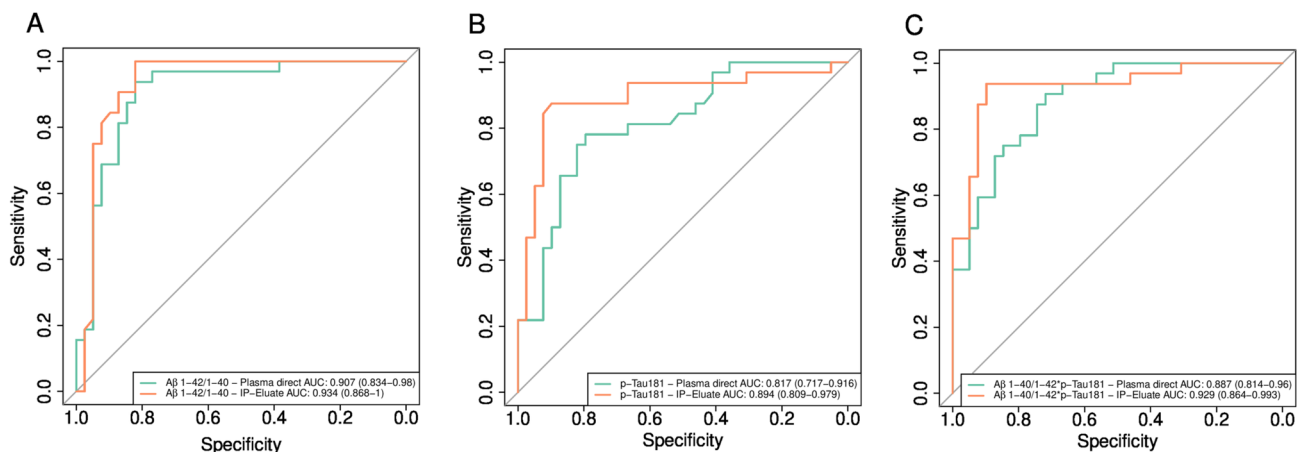 A
Sensitivity
1.0
0.8
0.6
0.4
0.2
0.0
Aβ 1−42/1−40 − Plasma direct AUC: 0.907 (0.834−0.98)
Aβ 1−42/1−40 − IP−Eluate AUC: 0.934 (0.868−1)
1.0 0.8 0.6 0.4 0.2 0.0
Specificity
B
Sensitivity
1.0
0.8
0.6
0.4
0.2
0.0
p−Tau181 − Plasma direct AUC: 0.817 (0.717−0.916)
p−Tau181 − IP−Eluate AUC: 0.894 (0.809−0.979)
1.0 0.8 0.6 0.4 0.2 0.0
Specificity
C
Sensitivity
1.0
0.8
0.6
0.4
0.2
0.0
Aβ 1−40/1−42*p−Tau181 − Plasma direct AUC: 0.887 (0.814−0.96)
Aβ 1−40/1−42*p−Tau181 − IP−Eluate AUC: 0.929 (0.864−0.993)
1.0 0.8 0.6 0.4 0.2 0.0
Specificity